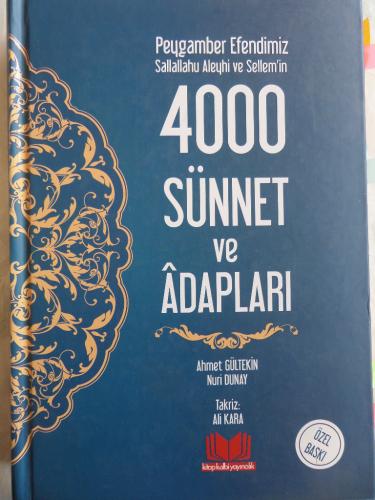 Peygamber Efendimiz
Sallallahu Aleyhi ve Sellem'in
4000
SÜNNET
ve
ÂDAPLARI
Ahmet GÜLTEKİN
Nuri DUNAY
Takriz:
Ali KARA
kitap kalbi yayıncılık
ÖZEL
BASKI